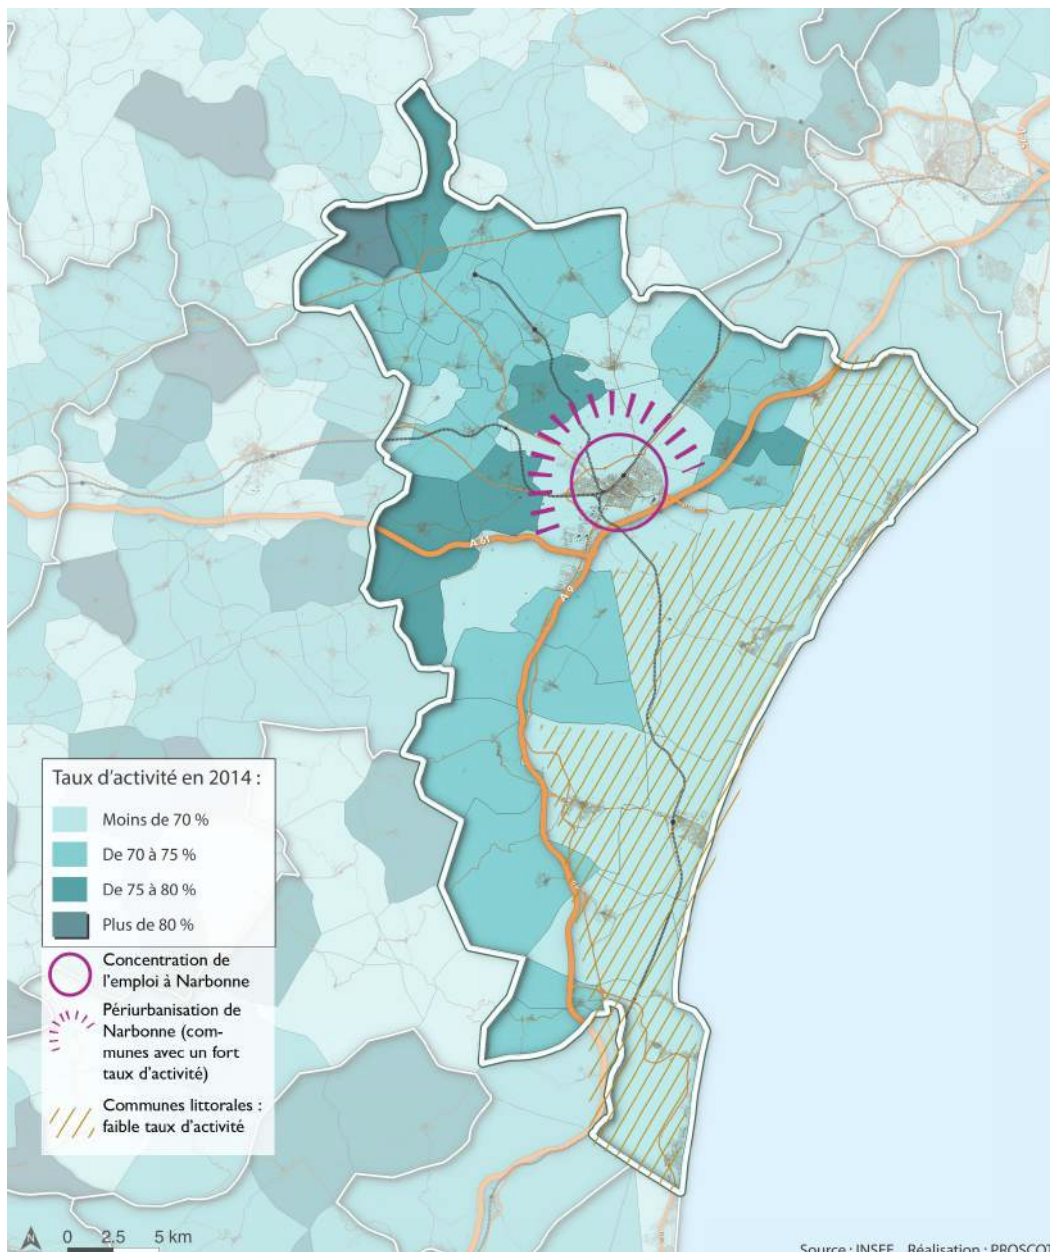 A 61
A 9
Taux d'activité en 2014 :
Moins de 70 %
De 70 à 75 %
De 75 à 80 %
Plus de 80 %
Concentration de
l'emploi à Narbonne
Périurbanisation de
Narbonne (com-
munes avec un fort
taux d'activité)
Communes littorales :
faible taux d'activité
N
0 2,5 5 km
Source : INSEE Réalisation : PROSCOT